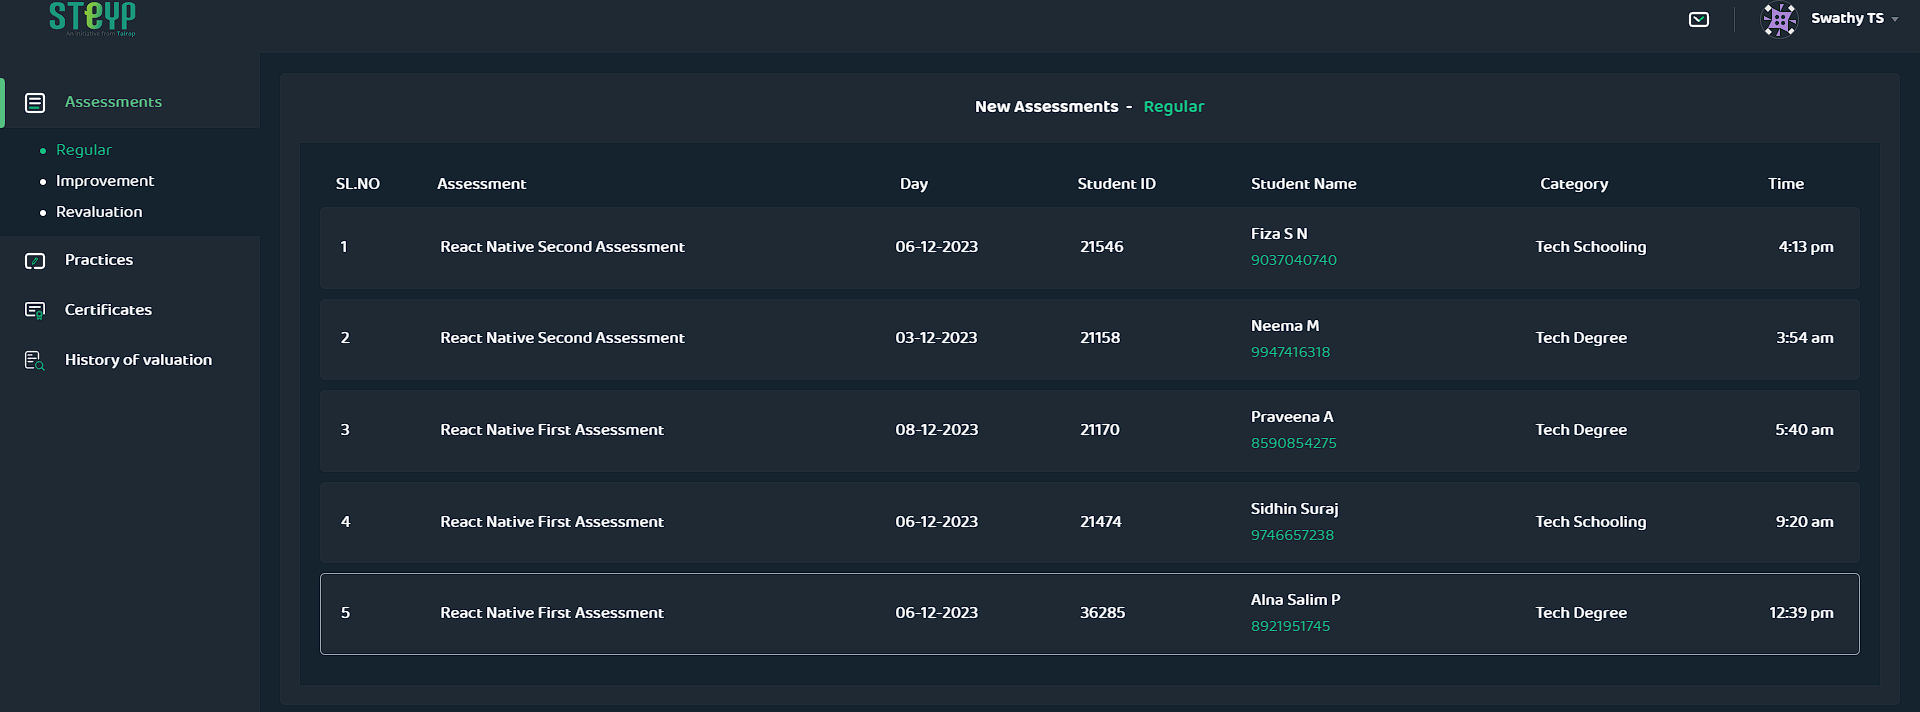 STEYP
An initiative from Talrop
Swathy TS
Assessments
Regular
Improvement
Revaluation
Practices
Certificates
History of valuation
New Assessments - Regular
SL.NO Assessment Day Student ID Student Name Category Time
1 React Native Second Assessment 06-12-2023 21546 Fiza S N Tech Schooling 4:13 pm
9037040740
2 React Native Second Assessment 03-12-2023 21158 Neema M Tech Degree 3:54 am
9947416318
3 React Native First Assessment 08-12-2023 21170 Praveena A Tech Degree 5:40 am
8590854275
4 React Native First Assessment 06-12-2023 21474 Sidhin Suraj Tech Schooling 9:20 am
9746657238
5 React Native First Assessment 06-12-2023 36285 Alna Salim P Tech Degree 12:39 pm
8921951745